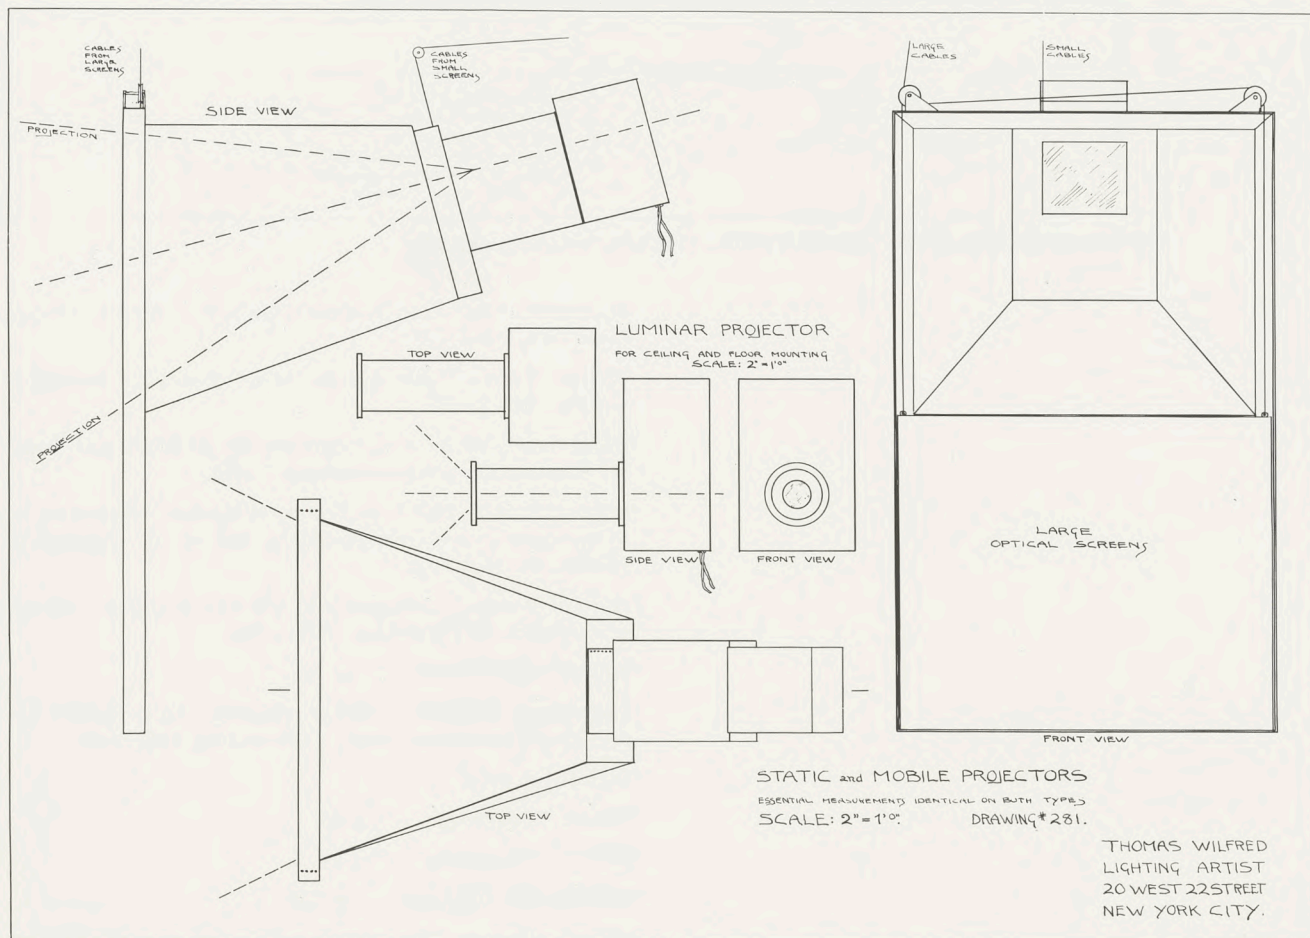 CABLES
FROM
LARGE
SCREENS
SIDE VIEW
CABLES
FROM
SMALL
SCREENS
PROJECTION
PROJECTION
LARGE
CABLES
SMALL
CABLES
LUMINAR PROJECTOR
FOR CEILING AND FLOOR MOUNTING
SCALE: 2"=1'0"
TOP VIEW
SIDE VIEW
FRONT VIEW
LARGE
OPTICAL SCREENS
FRONT VIEW
TOP VIEW
STATIC and MOBILE PROJECTORS
ESSENTIAL MEASUREMENTS IDENTICAL ON BOTH TYPES
SCALE: 2"=1'0". DRAWING #281.
THOMAS WILFRED
LIGHTING ARTIST
20 WEST 22 STREET
NEW YORK CITY.